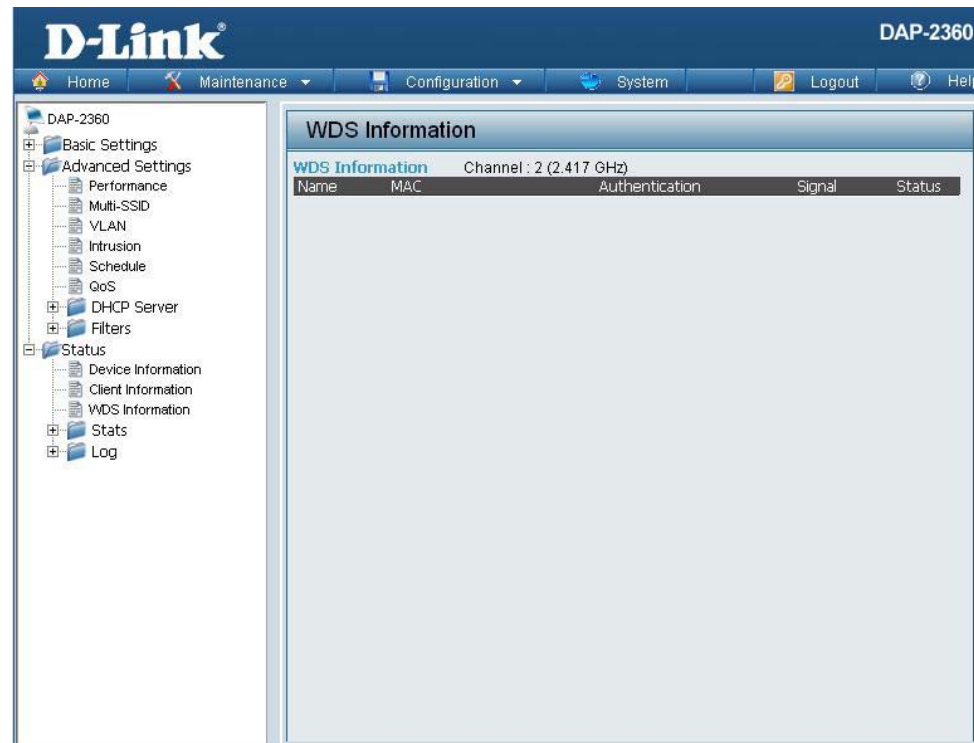 D-Link®
DAP-2360
Home Maintenance Configuration System Logout Help
DAP-2360
Basic Settings
Advanced Settings
Performance
Multi-SSID
VLAN
Intrusion
Schedule
QoS
DHCP Server
Filters
Status
Device Information
Client Information
WDS Information
Stats
Log
WDS Information
WDS Information Channel : 2 (2.417 GHz)
Name MAC Authentication Signal Status